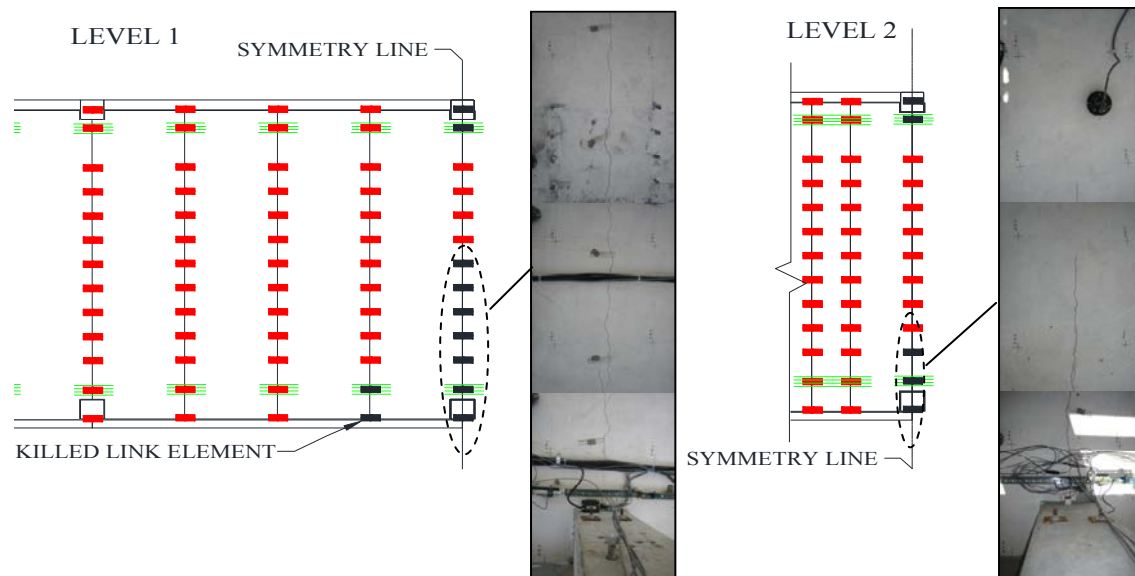 LEVEL 1
SYMMETRY LINE
LEVEL 2
KILLED LINK ELEMENT
SYMMETRY LINE